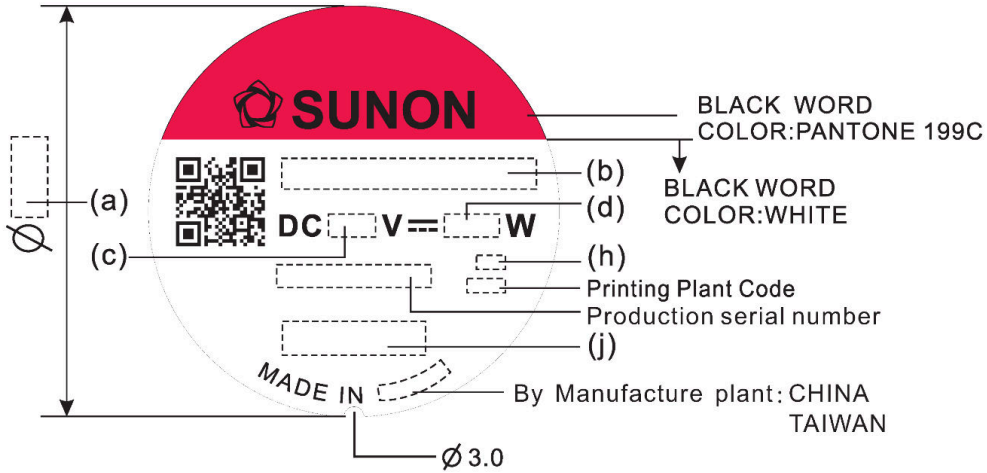 SUNON
BLACK WORD
COLOR:PANTONE 199C
(b)
BLACK WORD
COLOR:WHITE
(a)
(d)
DC V W
(c)
(h)
Printing Plant Code
Production serial number
(j)
MADE IN
By Manufacture plant: CHINA
TAIWAN
Ø
Ø 3.0